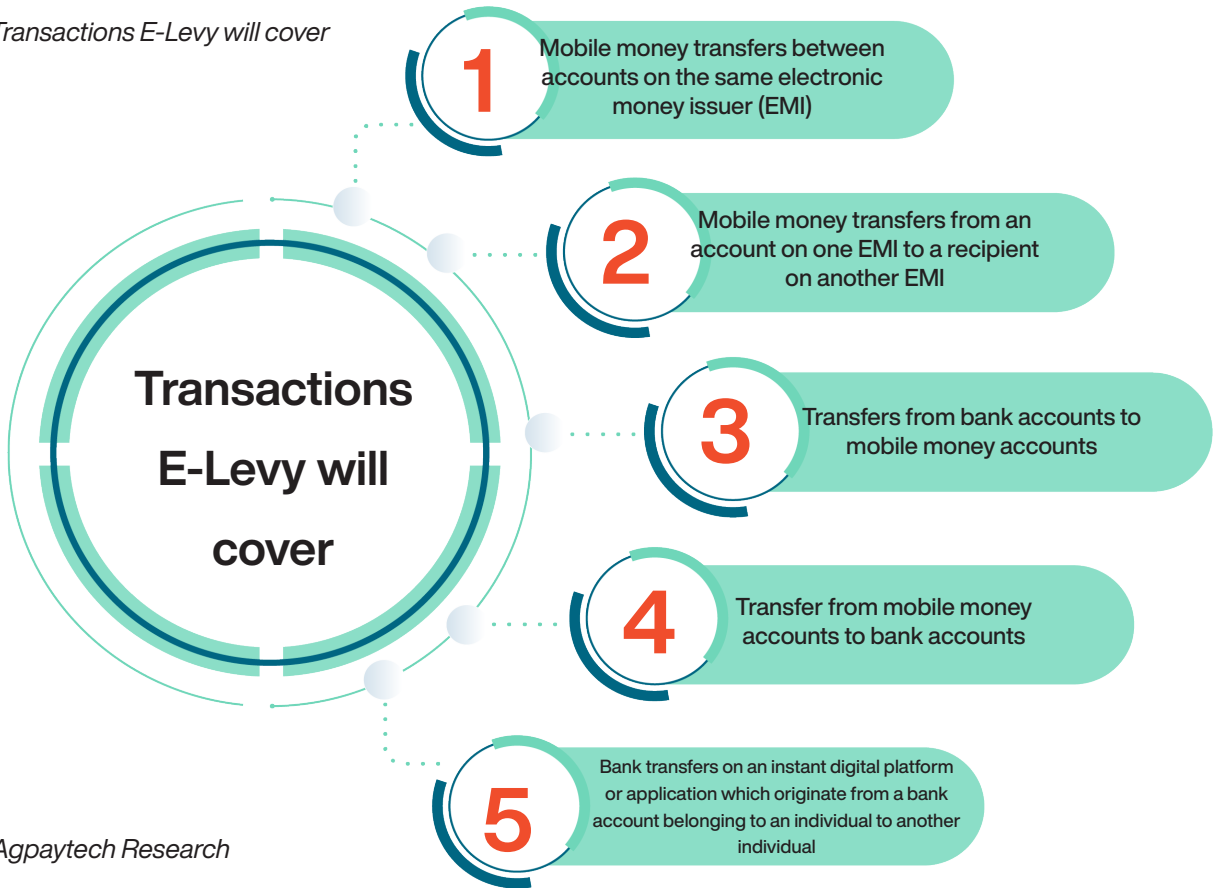 Transactions E-Levy will cover
1
Mobile money transfers between
accounts on the same electronic
money issuer (EMI)
2
Mobile money transfers from an
account on one EMI to a recipient
on another EMI
Transactions
E-Levy will
cover
3
Transfers from bank accounts to
mobile money accounts
4
Transfer from mobile money
accounts to bank accounts
5
Bank transfers on an instant digital platform
or application which originate from a bank
account belonging to an individual to another
individual
Agpaytech Research